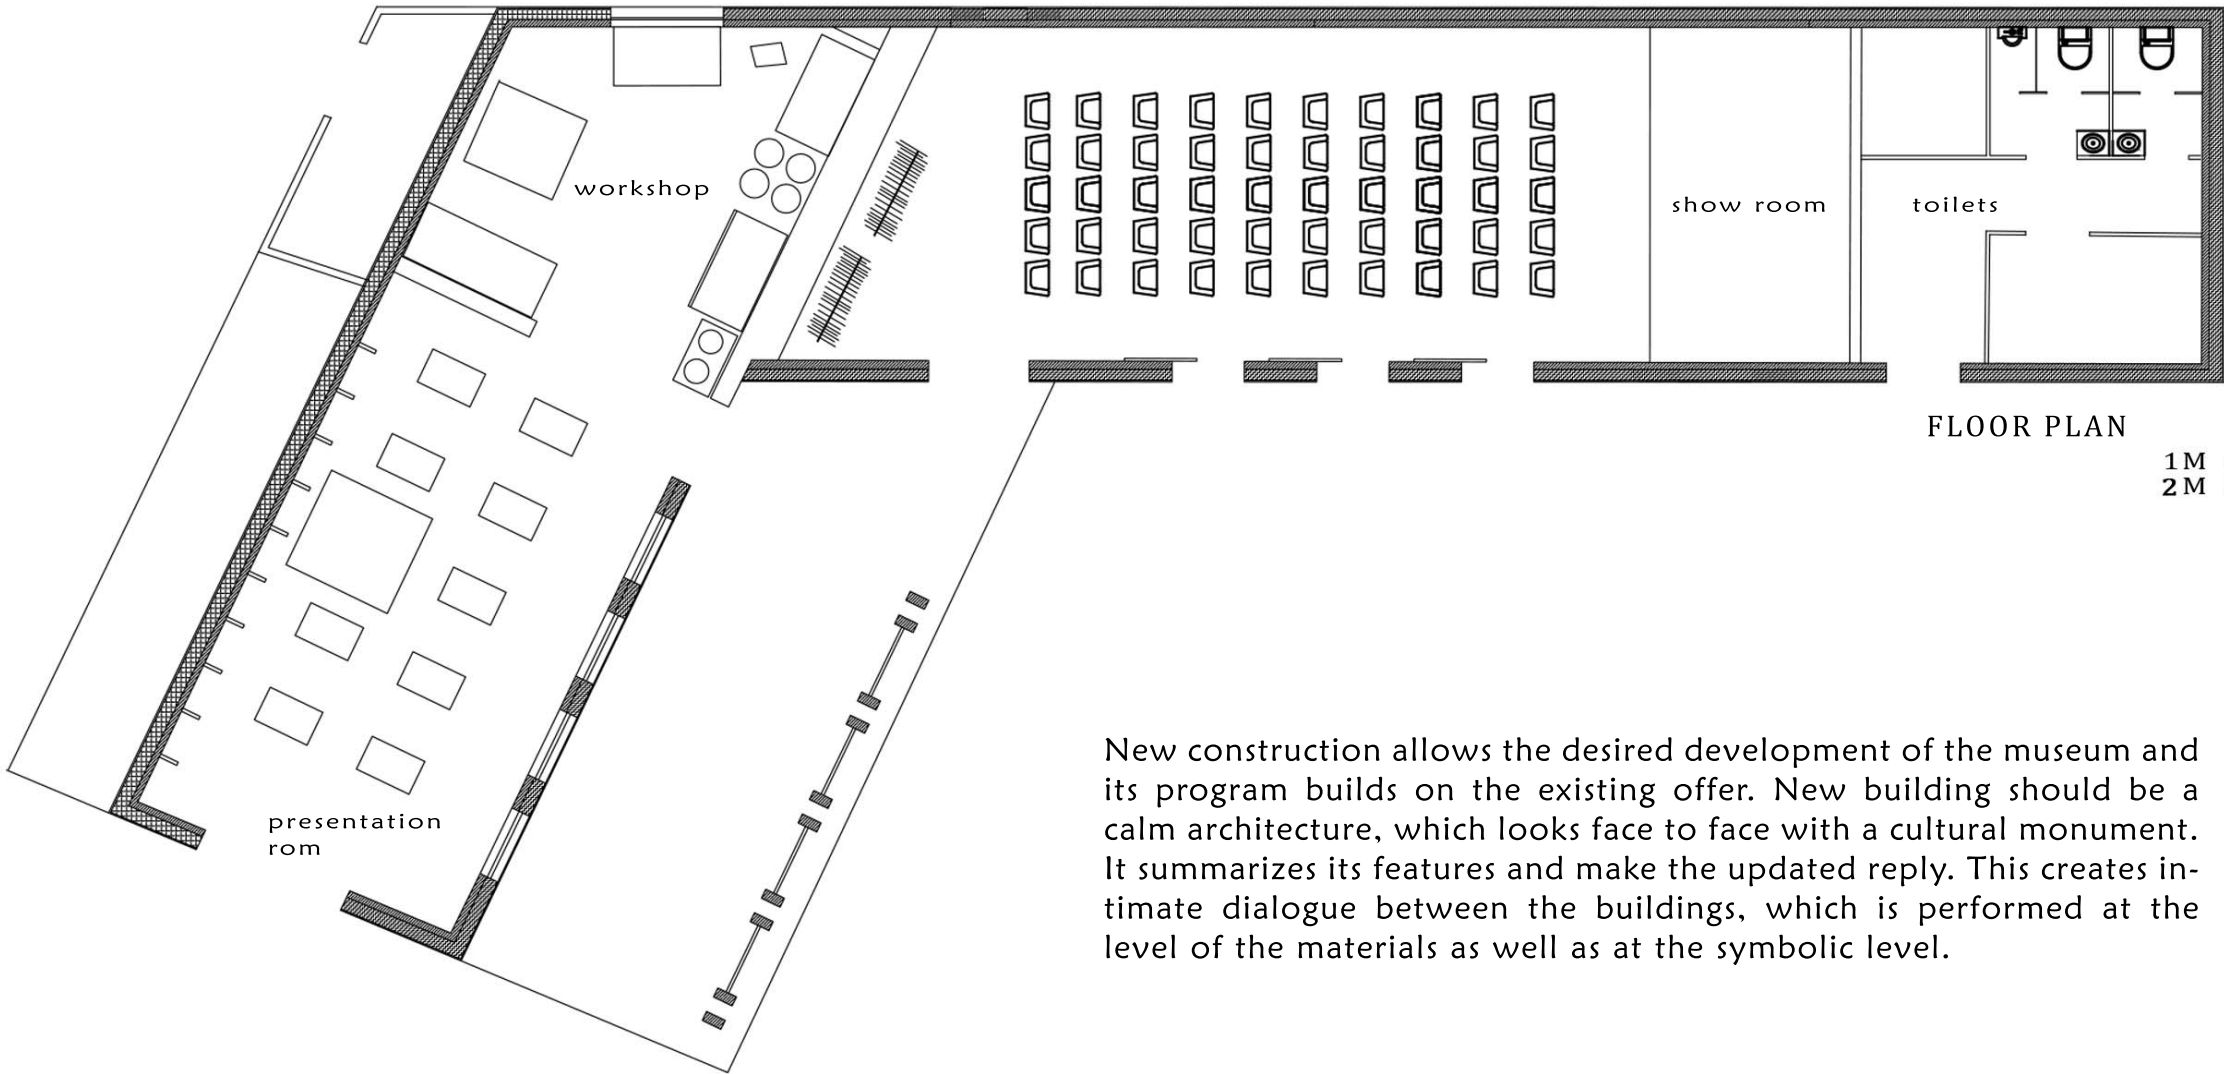 workshop
show room
toilets
FLOOR PLAN
1M
2M
presentation
rom
New construction allows the desired development of the museum and
its program builds on the existing offer. New building should be a
calm architecture, which looks face to face with a cultural monument.
It summarizes its features and make the updated reply. This creates in-
timate dialogue between the buildings, which is performed at the
level of the materials as well as at the symbolic level.